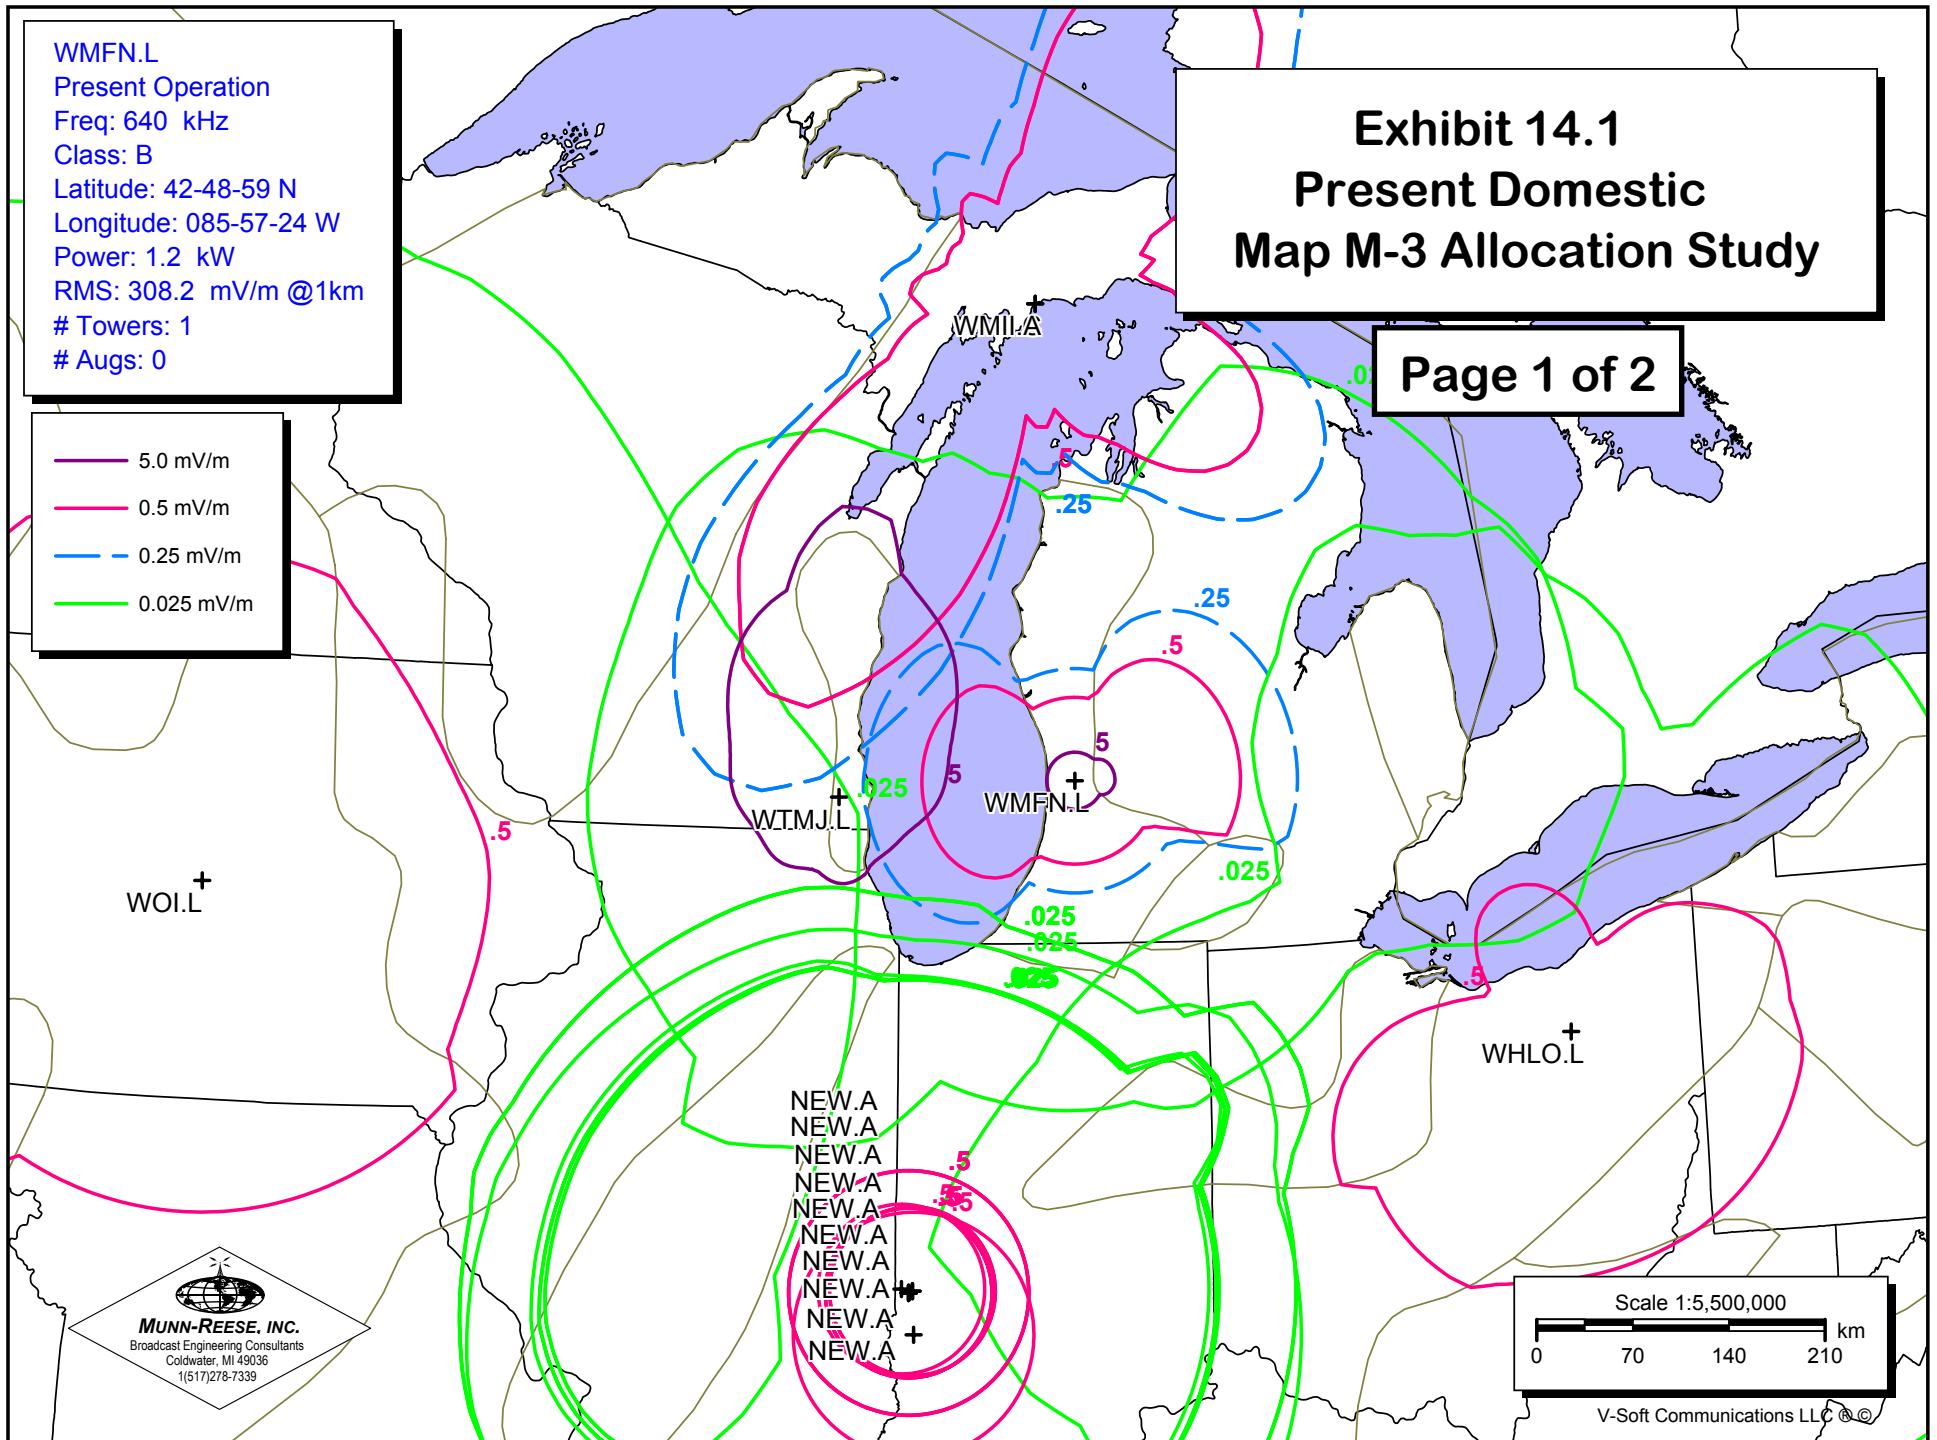 WMFN.L
Present Operation
Freq: 640 kHz
Class: B
Latitude: 42-48-59 N
Longitude: 085-57-24 W
Power: 1.2 kW
RMS: 308.2 mV/m @1km
# Towers: 1
# Augs: 0
Exhibit 14.1
Present Domestic
Map M-3 Allocation Study
Page 1 of 2
5.0 mV/m
0.5 mV/m
0.25 mV/m
0.025 mV/m
WMII.A
.5
.25
.25
.5
5
5
.025
WTMJ.L
WMFN.L
.5
WOI.L
.025
.025
.025
.5
WHLO.L
NEW.A
NEW.A
NEW.A
NEW.A
NEW.A
NEW.A
NEW.A
NEW.A
NEW.A
NEW.A
.5
.5
MUNN-REESE, INC.
Broadcast Engineering Consultants
Coldwater, MI 49036
1(517)278-7339
Scale 1:5,500,000
km
0 70 140 210
V-Soft Communications LLC ® ©